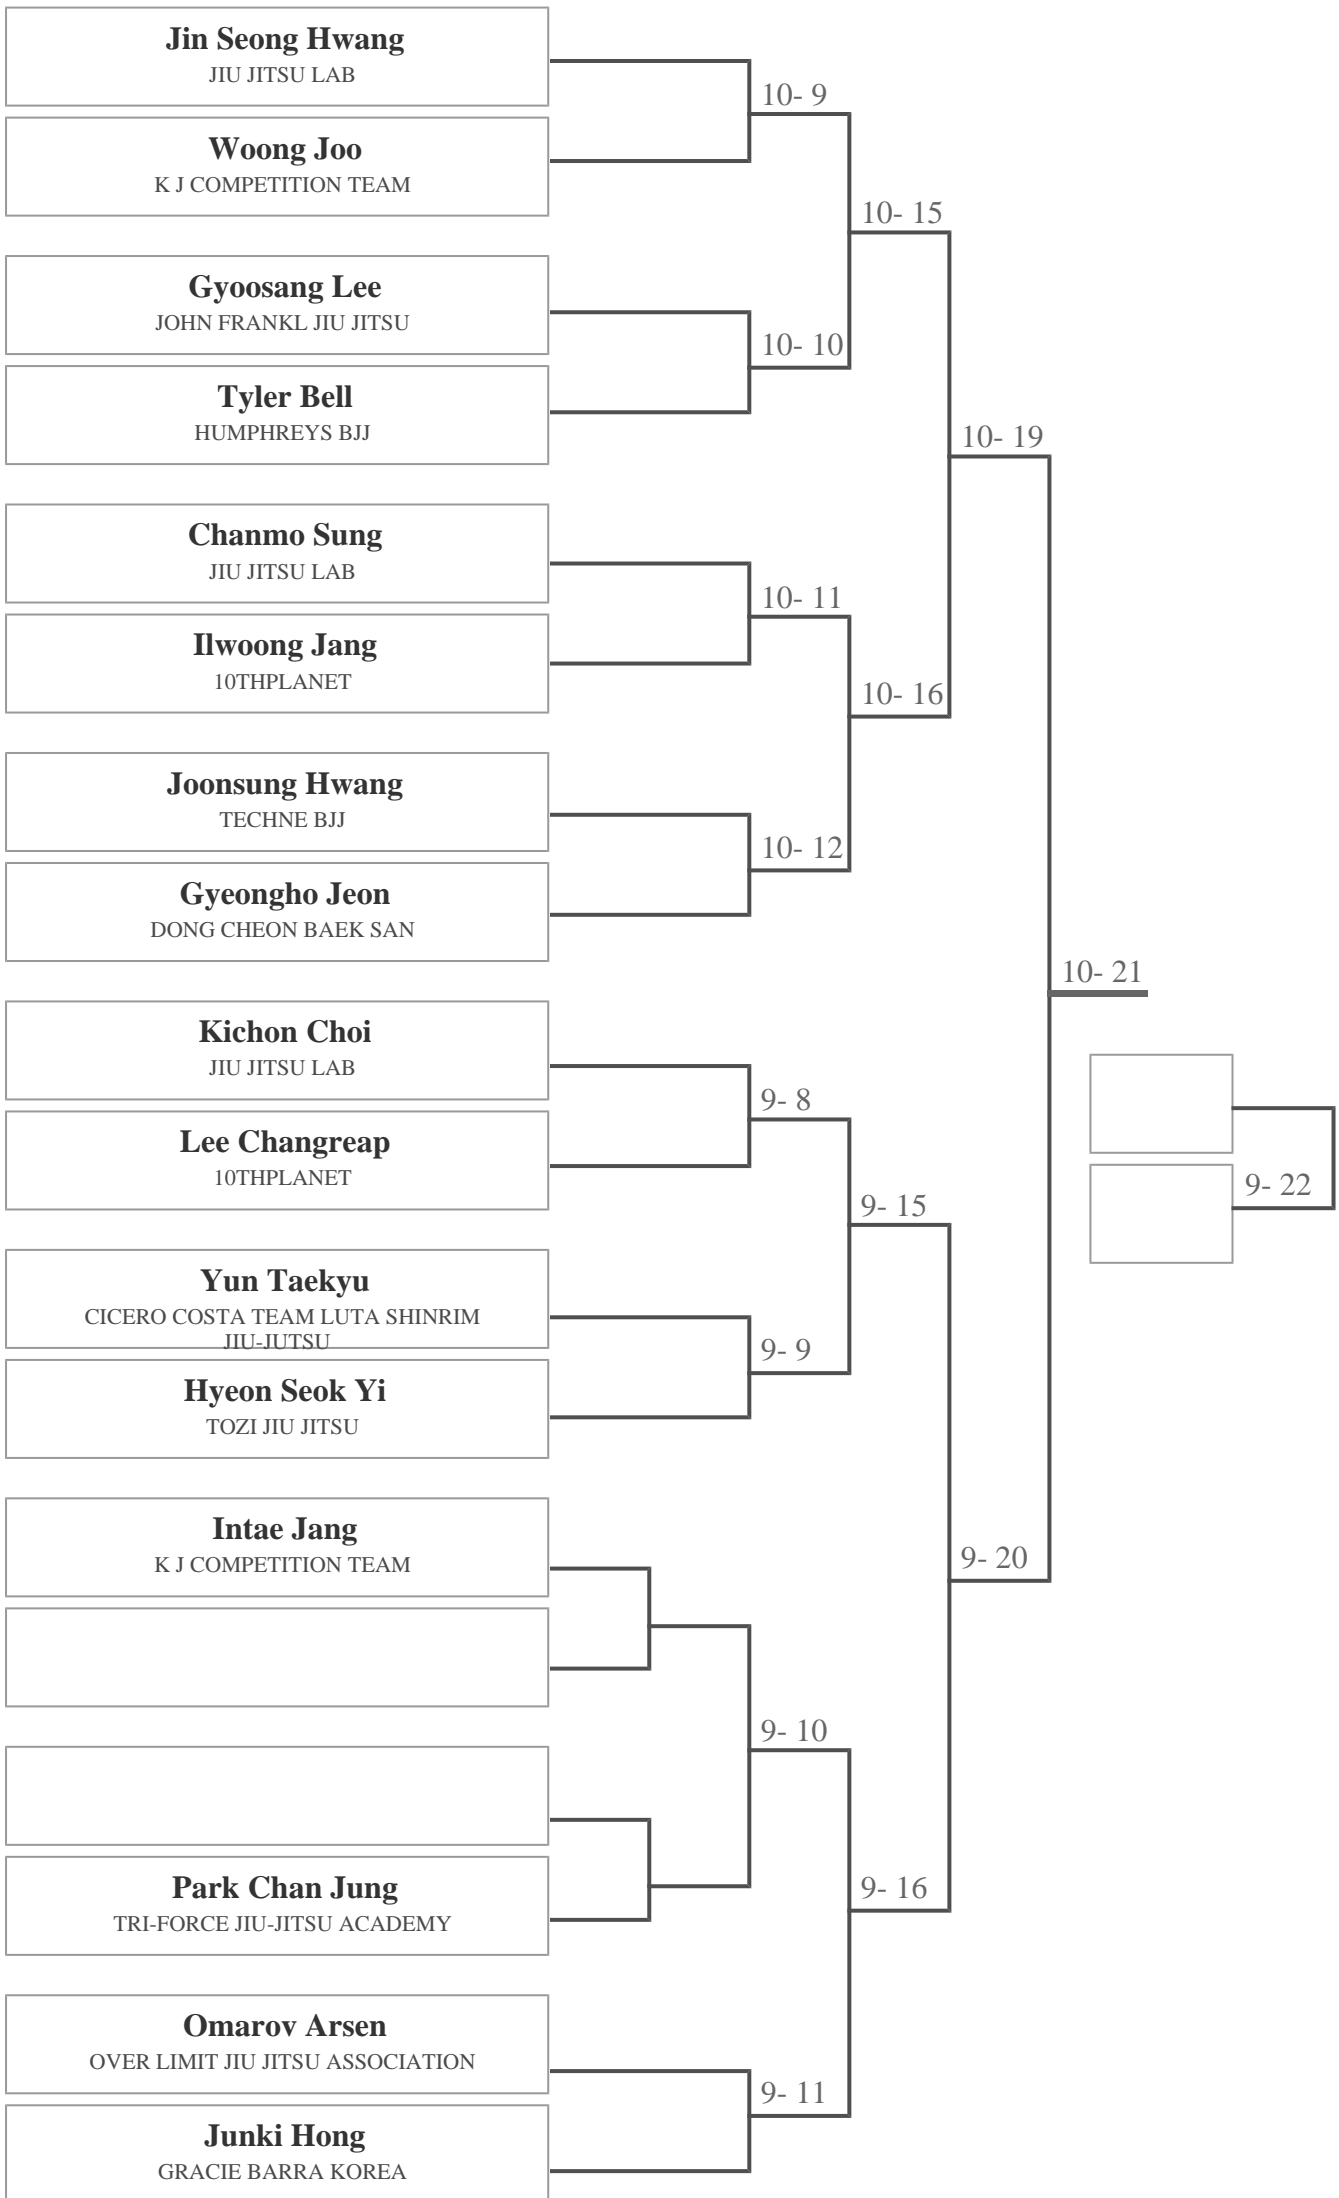 Jin Seong Hwang
JIU JITSU LAB
10- 9
Woong Joo
K J COMPETITION TEAM
10- 15
Gyoosang Lee
JOHN FRANKL JIU JITSU
10- 10
Tyler Bell
HUMPHREYS BJJ
10- 19
Chanmo Sung
JIU JITSU LAB
10- 11
Ilwoong Jang
10THPLANET
10- 16
Joonsung Hwang
TECHNE BJJ
10- 12
Gyeongho Jeon
DONG CHEON BAEK SAN
10- 21
Kichon Choi
JIU JITSU LAB
9- 8
Lee Changreap
10THPLANET
9- 22
9- 15
Yun Taekyu
CICERO COSTA TEAM LUTA SHINRIM
JIU-JUTSU
9- 9
Hyeon Seok Yi
TOZI JIU JITSU
Intae Jang
K J COMPETITION TEAM
9- 20
9- 10
Park Chan Jung
TRI-FORCE JIU-JITSU ACADEMY
9- 16
Omarov Arsen
OVER LIMIT JIU JITSU ASSOCIATION
9- 11
Junki Hong
GRACIE BARRA KOREA